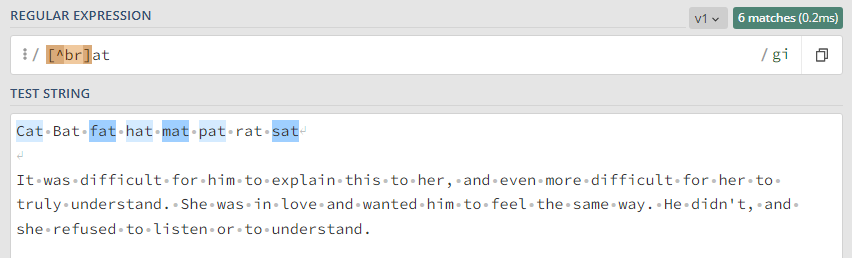 REGULAR EXPRESSION v1 6 matches (0.2ms)
/ [^br]at / gi
TEST STRING
Cat Bat fat hat mat pat rat sat
It was difficult for him to explain this to her, and even more difficult for her to
truly understand. She was in love and wanted him to feel the same way. He didn't, and
she refused to listen or to understand.